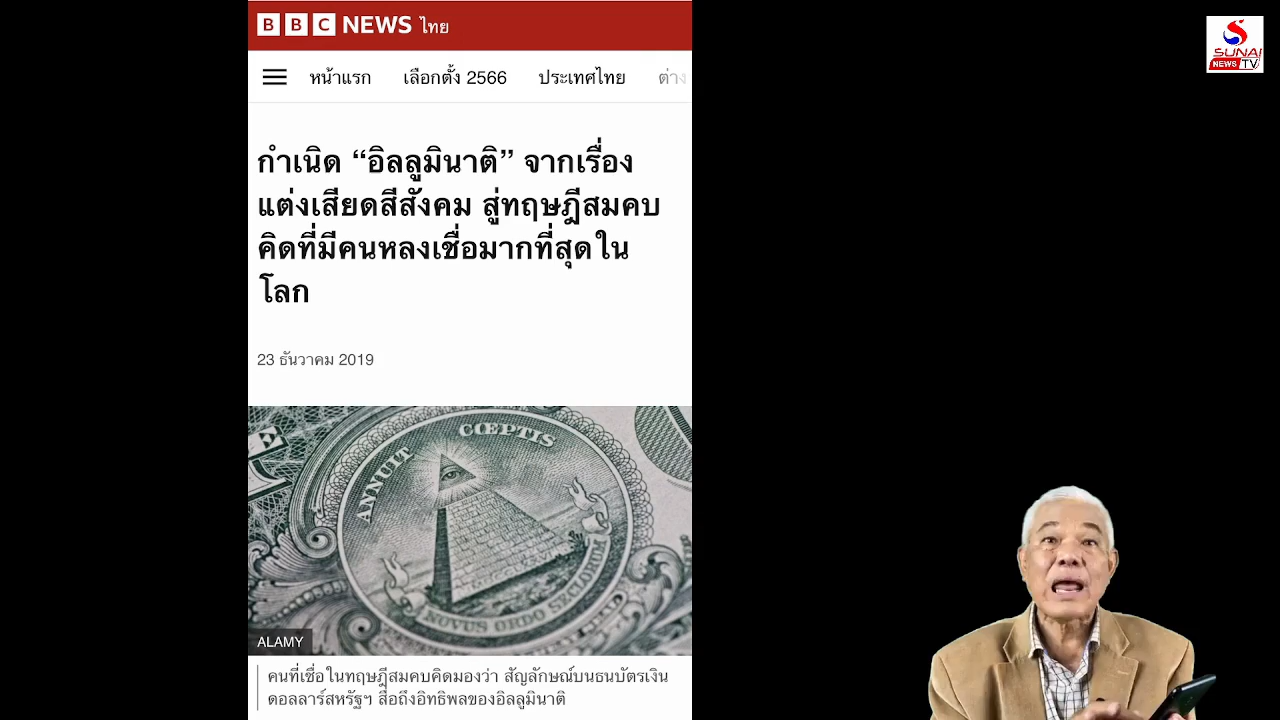 BBC NEWS ไทย
หน้าแรก เลือกตั้ง 2566 ประเทศไทย ต่าง
กำเนิด “อิลลูมินาติ” จากเรื่อง
แต่งเสียดสีสังคม สู่ทฤษฎีสมคบ
คิดที่มีคนหลงเชื่อมากที่สุดใน
โลก
23 ธันวาคม 2019
ANNUIT CŒPTIS
NOVUS ORDO SECLORUM
ALAMY
คนที่เชื่อในทฤษฎีสมคบคิดมองว่า สัญลักษณ์บนธนบัตรเงิน
ดอลลาร์สหรัฐฯ สื่อถึงอิทธิพลของอิลลูมินาติ
SUNAI
NEWS TV